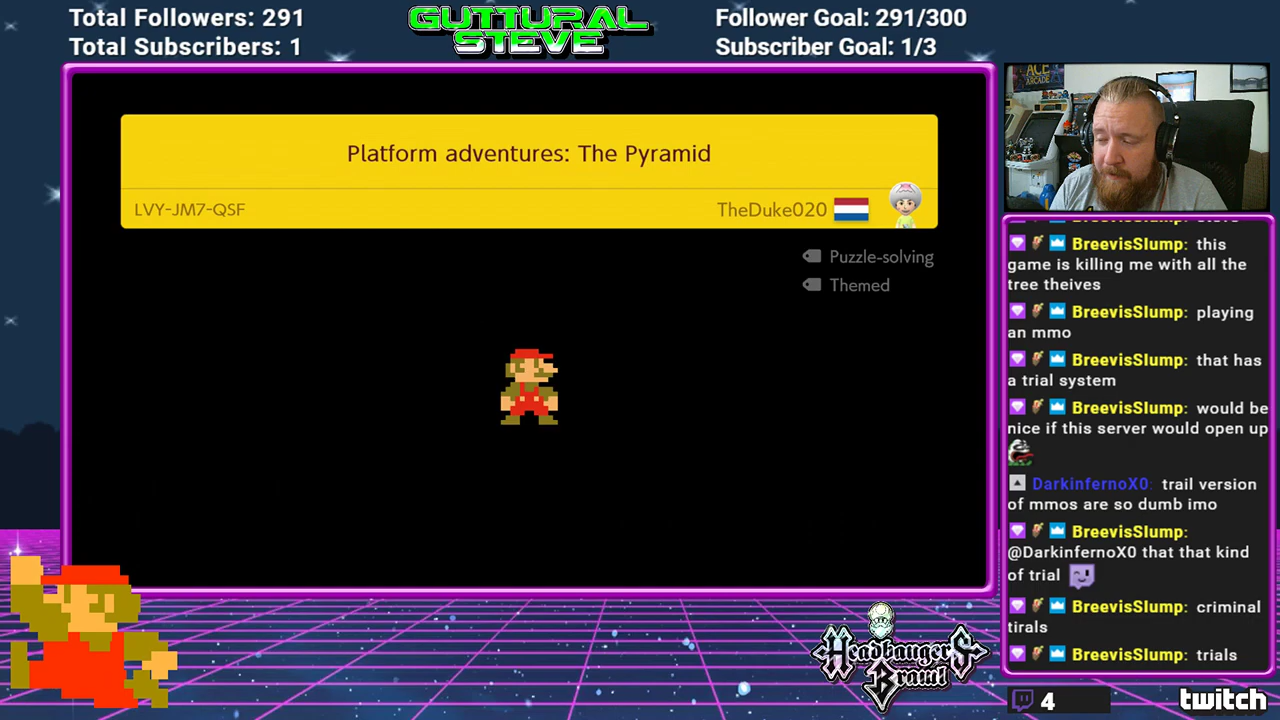 Total Followers: 291
Total Subscribers: 1
GUTTURAL
STEVE
Follower Goal: 291/300
Subscriber Goal: 1/3
Platform adventures: The Pyramid
LVY-JM7-QSF
TheDuke020
Puzzle-solving
Themed
ACE
ARCADE
BreevisSlump: this
game is killing me with all the
tree theives
BreevisSlump: playing
an mmo
BreevisSlump: that has
a trial system
BreevisSlump: would be
nice if this server would open up
DarkinfernoX0: trail version
of mmos are so dumb imo
BreevisSlump:
@DarkinfernoX0 that that kind
of trial
BreevisSlump: criminal
tirals
BreevisSlump: trials
Headbangers
Brawl
4
twitch